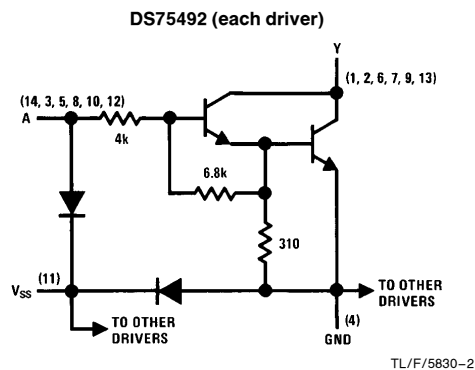 DS75492 (each driver)
Y
(1, 2, 6, 7, 9, 13)
(14, 3, 5, 8, 10, 12)
A
4k
6.8k
310
(11)
VSS
TO OTHER
DRIVERS
TO OTHER
DRIVERS
(4)
GND
TL/F/5830–2